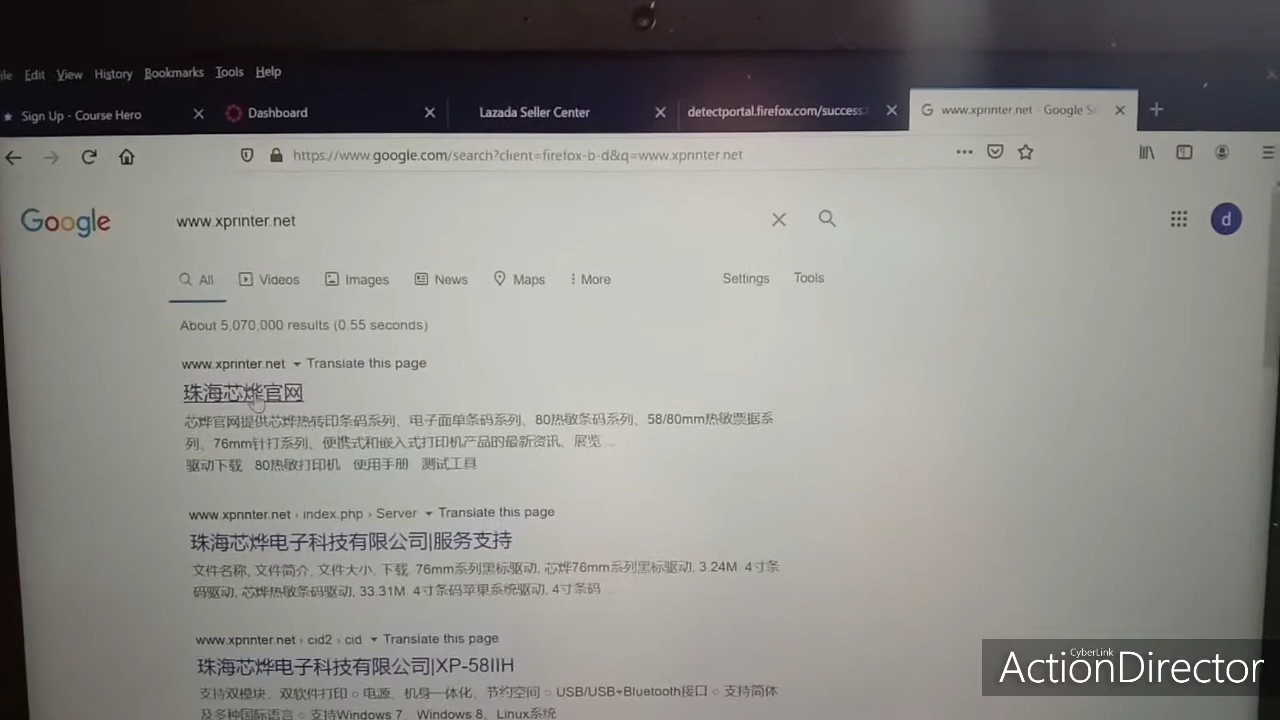 ile Edit View History Bookmarks Tools Help
Sign Up - Course Hero Dashboard Lazada Seller Center detectportal.firefox.com/success. www.xprinter.net - Google S
https://www.google.com/search?client=firefox-b-d&q=www.xprinter.net
Google www.xprinter.net d
All Videos Images News Maps More Settings Tools
About 5,070,000 results (0.55 seconds)
www.xprinter.net Translate this page
珠海芯烨官网
芯烨官网提供芯烨热转印条码系列、电子面单条码系列、80热敏条码系列、58/80mm热敏票据系
列、76mm针打系列、便携式和嵌入式打印机产品的最新资讯、展览 ...
驱动下载 80热敏打印机 使用手册 测试工具
www.xprinter.net › index.php › Server Translate this page
珠海芯烨电子科技有限公司|服务支持
文件名称, 文件简介, 文件大小, 下载. 76mm系列黑标驱动, 芯烨76mm系列黑标驱动, 3.24M. 4寸条
码驱动, 芯烨热敏条码驱动, 33.31M. 4寸条码苹果系统驱动, 4寸条码 ...
www.xprinter.net › cid2 › cid Translate this page
珠海芯烨电子科技有限公司|XP-58IIH
支持双模块、双软件打印 ○ 电源、机身一体化, 节约空间 ○ USB/USB+Bluetooth接口 ○ 支持简体
及多种国际语言 ○ 支持Windows 7、Windows 8、Linux系统
CyberLink
ActionDirector